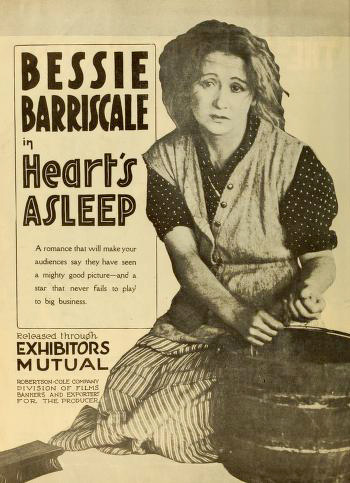 BESSIE
BARRISCALE
in
Heart's
ASLEEP
A romance that will make your
audiences say they have seen
a mighty good picture—and a
star that never fails to play
to big business.
Released through
EXHIBITORS
MUTUAL
ROBERTSON-COLE COMPANY
DIVISION OF FILMS
BANKERS AND EXPORTERS
FOR THE PRODUCER